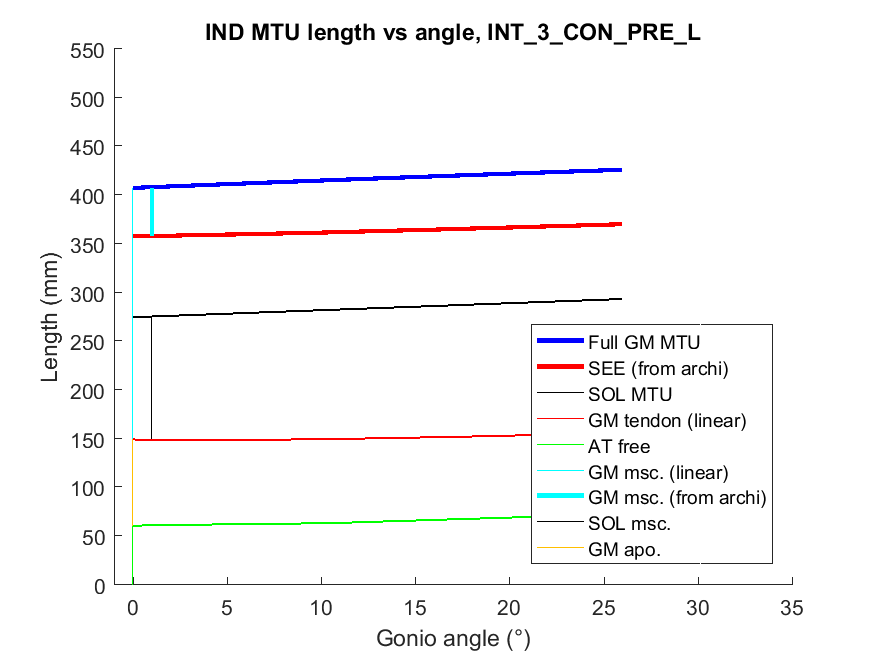 IND MTU length vs angle, INT_3_CON_PRE_L
550
500
450
400
350
300
250
200
150
100
50
0
Length (mm)
0 5 10 15 20 25 30 35
Gonio angle (°)
Full GM MTU
SEE (from archi)
SOL MTU
GM tendon (linear)
AT free
GM msc. (linear)
GM msc. (from archi)
SOL msc.
GM apo.